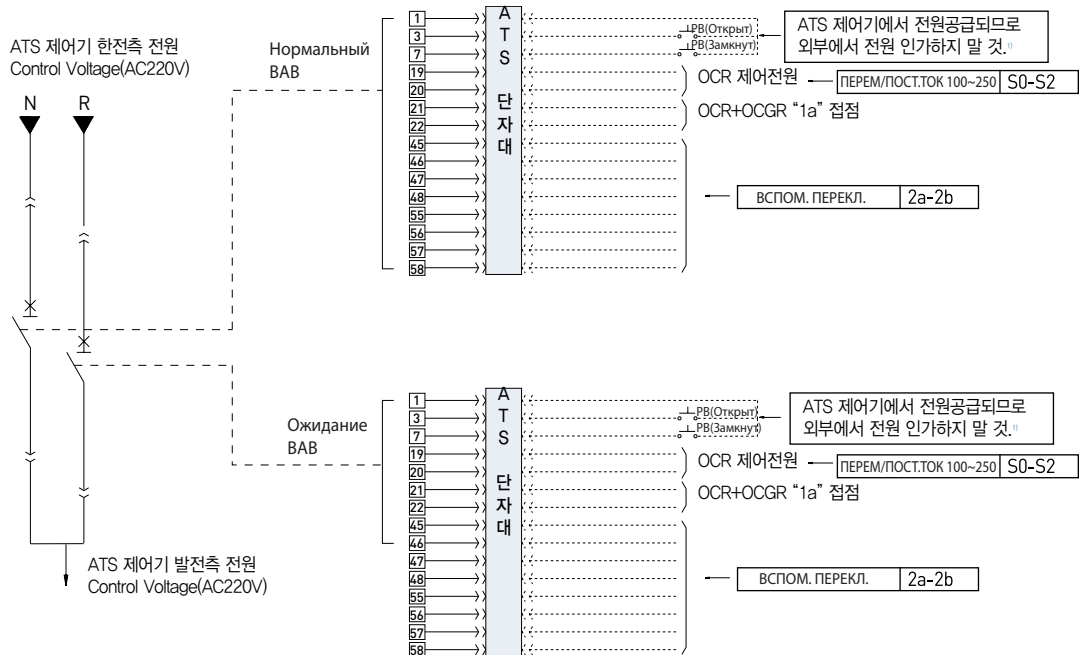 ATS 제어기 한전측 전원
Control Voltage(AC220V)
N
R
Нормальный
ВАВ
1
3
7
19
20
21
22
45
46
47
48
55
56
57
58
A
T
S
단
자
대
PB(Открыт)
PB(Замкнут)
ATS 제어기에서 전원공급되므로
외부에서 전원 인가하지 말 것.¹⁾
OCR 제어전원
ПЕРЕМ/ПОСТ.ТОК 100~250 S0-S2
OCR+OCGR “1a” 접점
ВСПОМ. ПЕРЕКЛ. 2a-2b
Ожидание
ВАВ
1
3
7
19
20
21
22
45
46
47
48
55
56
57
58
A
T
S
단
자
대
PB(Открыт)
PB(Замкнут)
ATS 제어기에서 전원공급되므로
외부에서 전원 인가하지 말 것.¹⁾
OCR 제어전원
ПЕРЕМ/ПОСТ.ТОК 100~250 S0-S2
OCR+OCGR “1a” 접점
ВСПОМ. ПЕРЕКЛ. 2a-2b
ATS 제어기 발전측 전원
Control Voltage(AC220V)